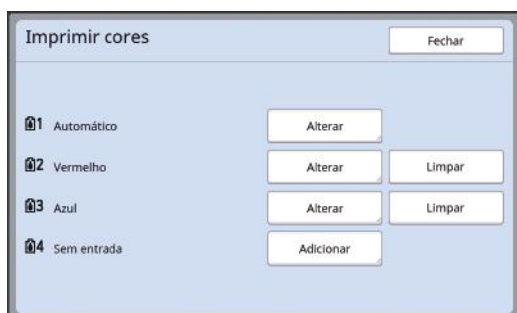 Imprimir cores Fechar
1 Automático Alterar
2 Vermelho Alterar Limpar
3 Azul Alterar Limpar
4 Sem entrada Adicionar